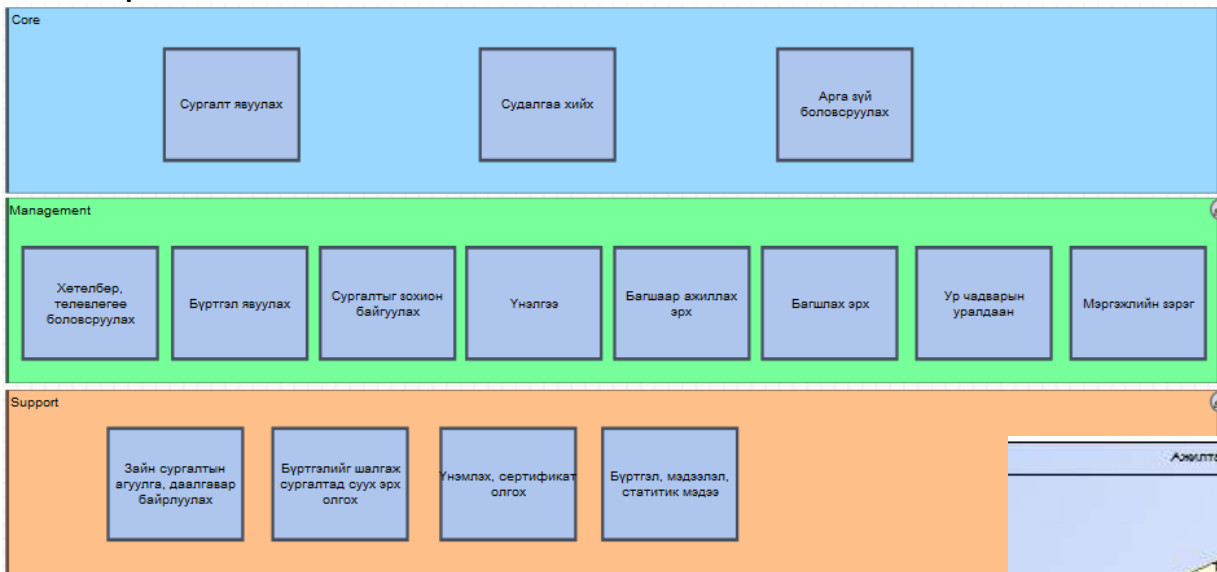 Core
Сургалт явуулах
Судалгаа хийх
Арга зүй
боловсруулах
Management
Хөтөлбөр,
төлөвлөгөө
боловсруулах
Бүртгэл явуулах
Сургалтыг зохион
байгуулах
Үнэлгээ
Багшаар ажиллах
эрх
Багшлах эрх
Ур чадварын
уралдаан
Мэргэжлийн зэрэг
Support
Зайн сургалтын
агуулга, даалгавар
байрлуулах
Бүртгэлийг шалгаж
сургалтад суух эрх
олгох
Үнэмлэх, сертификат
олгох
Бүртгэл, мэдээлэл,
статитик мэдээ